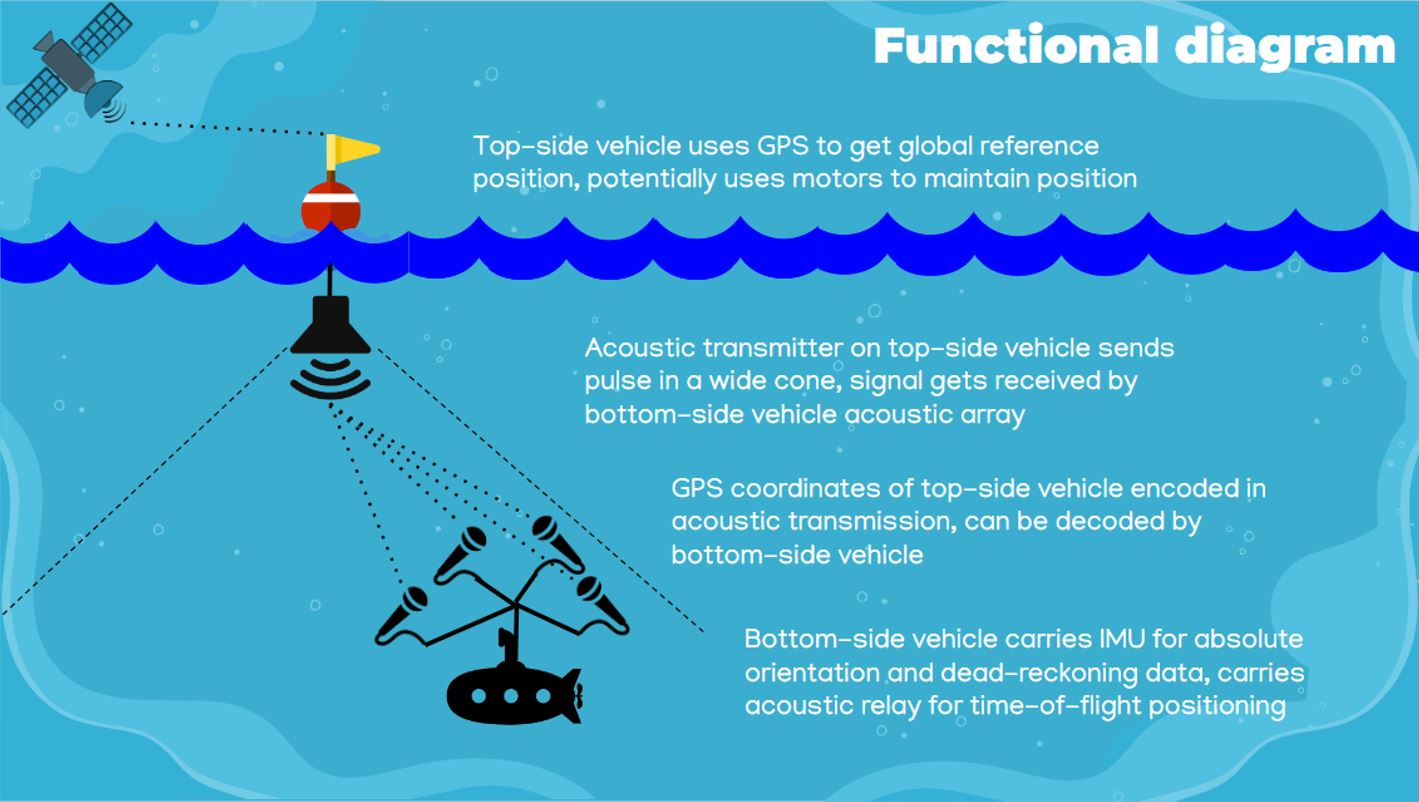 Functional diagram
Top-side vehicle uses GPS to get global reference
position, potentially uses motors to maintain position
Acoustic transmitter on top-side vehicle sends
pulse in a wide cone, signal gets received by
bottom-side vehicle acoustic array
GPS coordinates of top-side vehicle encoded in
acoustic transmission, can be decoded by
bottom-side vehicle
Bottom-side vehicle carries IMU for absolute
orientation and dead-reckoning data, carries
acoustic relay for time-of-flight positioning